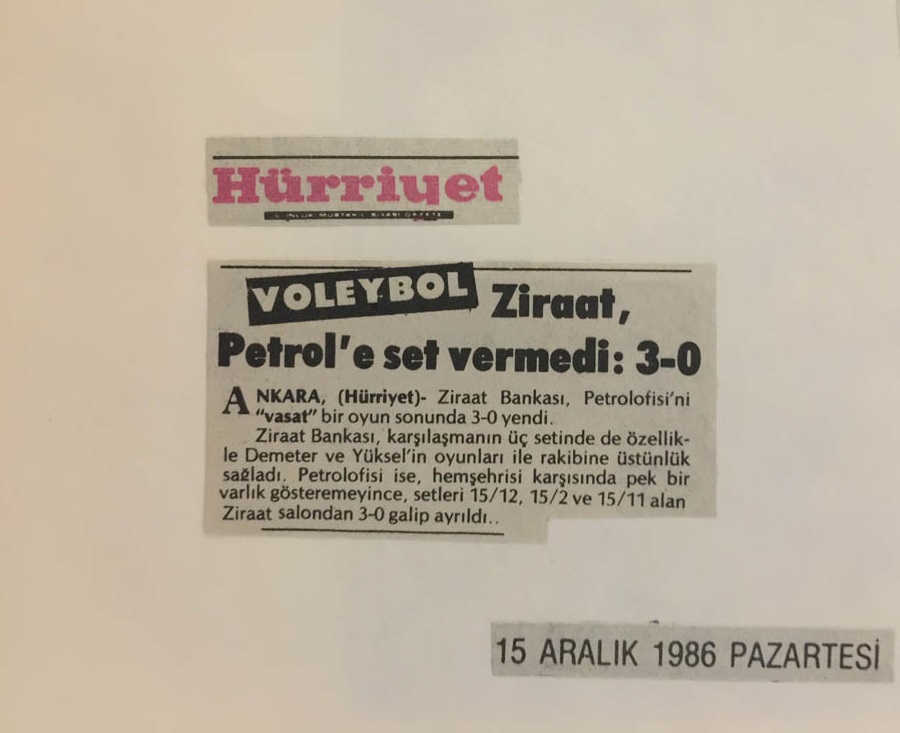 Hürriyet
VOLEYBOL Ziraat,
Petrol'e set vermedi: 3-0
ANKARA, (Hürriyet)- Ziraat Bankası, Petrolofisi'ni
"vasat" bir oyun sonunda 3-0 yendi.
Ziraat Bankası, karşılaşmanın üç setinde de özellik-
le Demeter ve Yüksel'in oyunları ile rakibine üstünlük
sağladı. Petrolofisi ise, hemşehrisi karşısında pek bir
varlık gösteremeyince, setleri 15/12, 15/2 ve 15/11 alan
Ziraat salondan 3-0 galip ayrıldı..
15 ARALIK 1986 PAZARTESİ